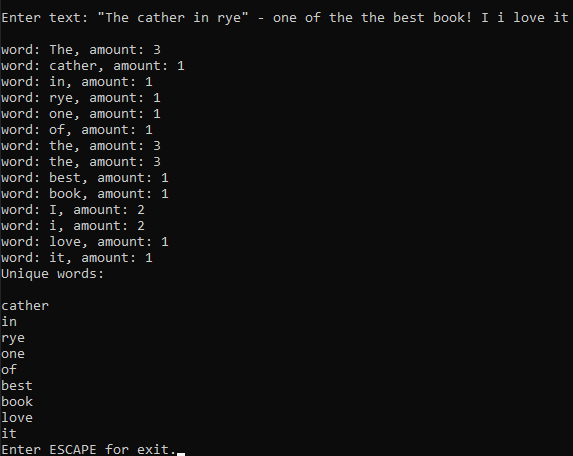 Enter text: "The cather in rye" - one of the the best book! I i love it
word: The, amount: 3
word: cather, amount: 1
word: in, amount: 1
word: rye, amount: 1
word: one, amount: 1
word: of, amount: 1
word: the, amount: 3
word: the, amount: 3
word: best, amount: 1
word: book, amount: 1
word: I, amount: 2
word: i, amount: 2
word: love, amount: 1
word: it, amount: 1
Unique words:
cather
in
rye
one
of
best
book
love
it
Enter ESCAPE for exit.